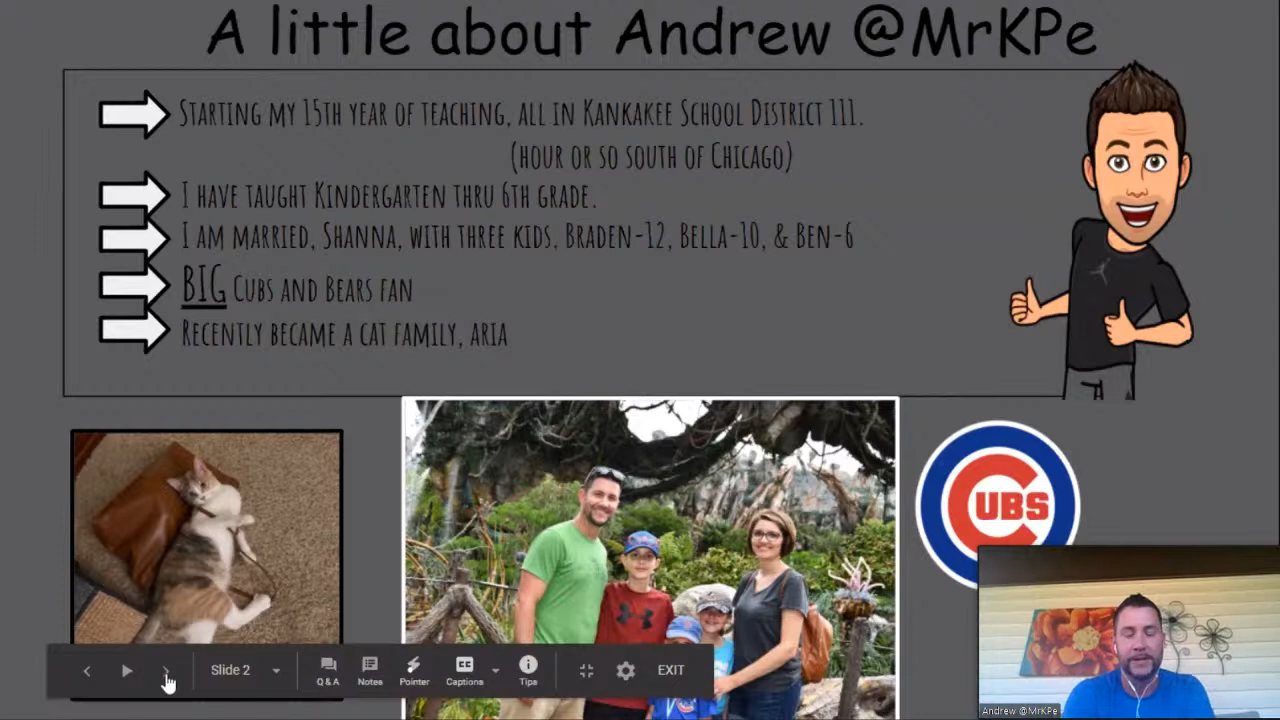 A little about Andrew @MrKPe
Starting my 15th year of teaching, all in Kankakee School District 111.
(hour or so south of Chicago)
I have taught Kindergarten thru 6th grade.
I am married, Shanna, with three kids, Braden-12, Bella-10, & Ben-6
BIG Cubs and Bears fan
Recently became a cat family, aria
CUBS
Slide 2
Q&A
Notes
Pointer
Captions
Tips
EXIT
Andrew @MrKPe